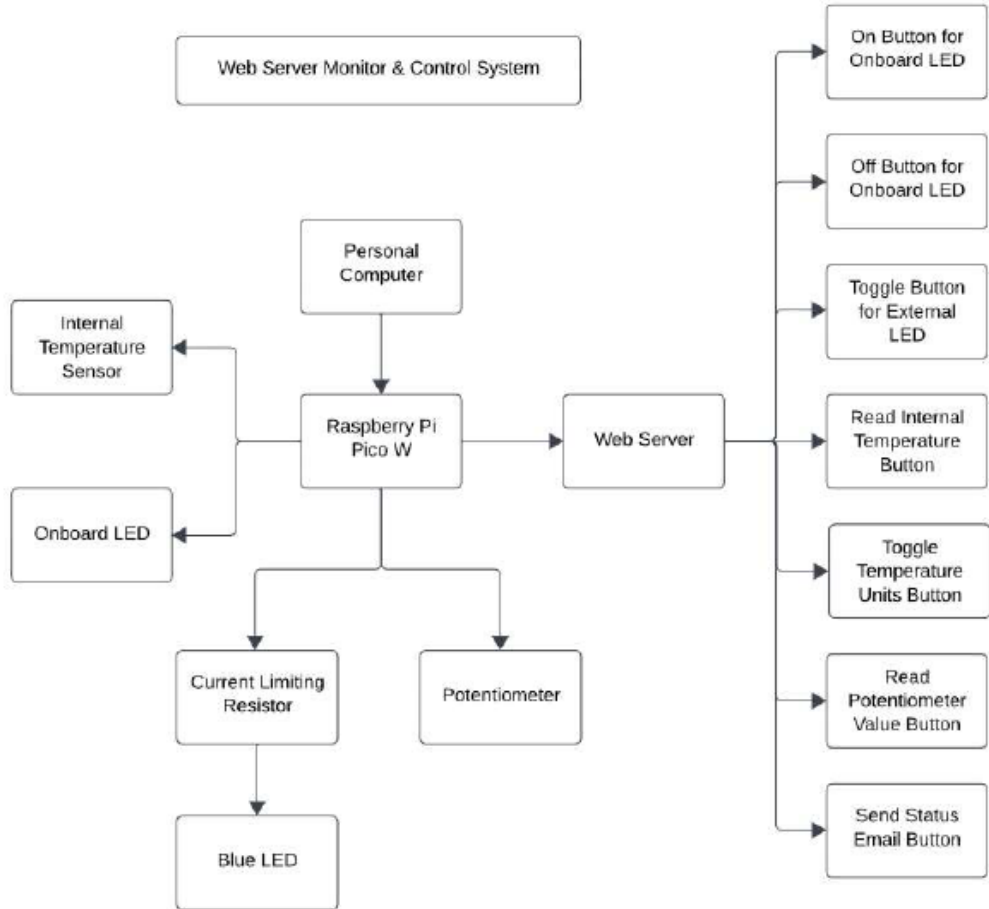 Web Server Monitor & Control System
On Button for
Onboard LED
Off Button for
Onboard LED
Personal
Computer
Toggle Button
for External
LED
Internal
Temperature
Sensor
Raspberry Pi
Pico W
Web Server
Read Internal
Temperature
Button
Onboard LED
Toggle
Temperature
Units Button
Current Limiting
Resistor
Potentiometer
Read
Potentiometer
Value Button
Blue LED
Send Status
Email Button